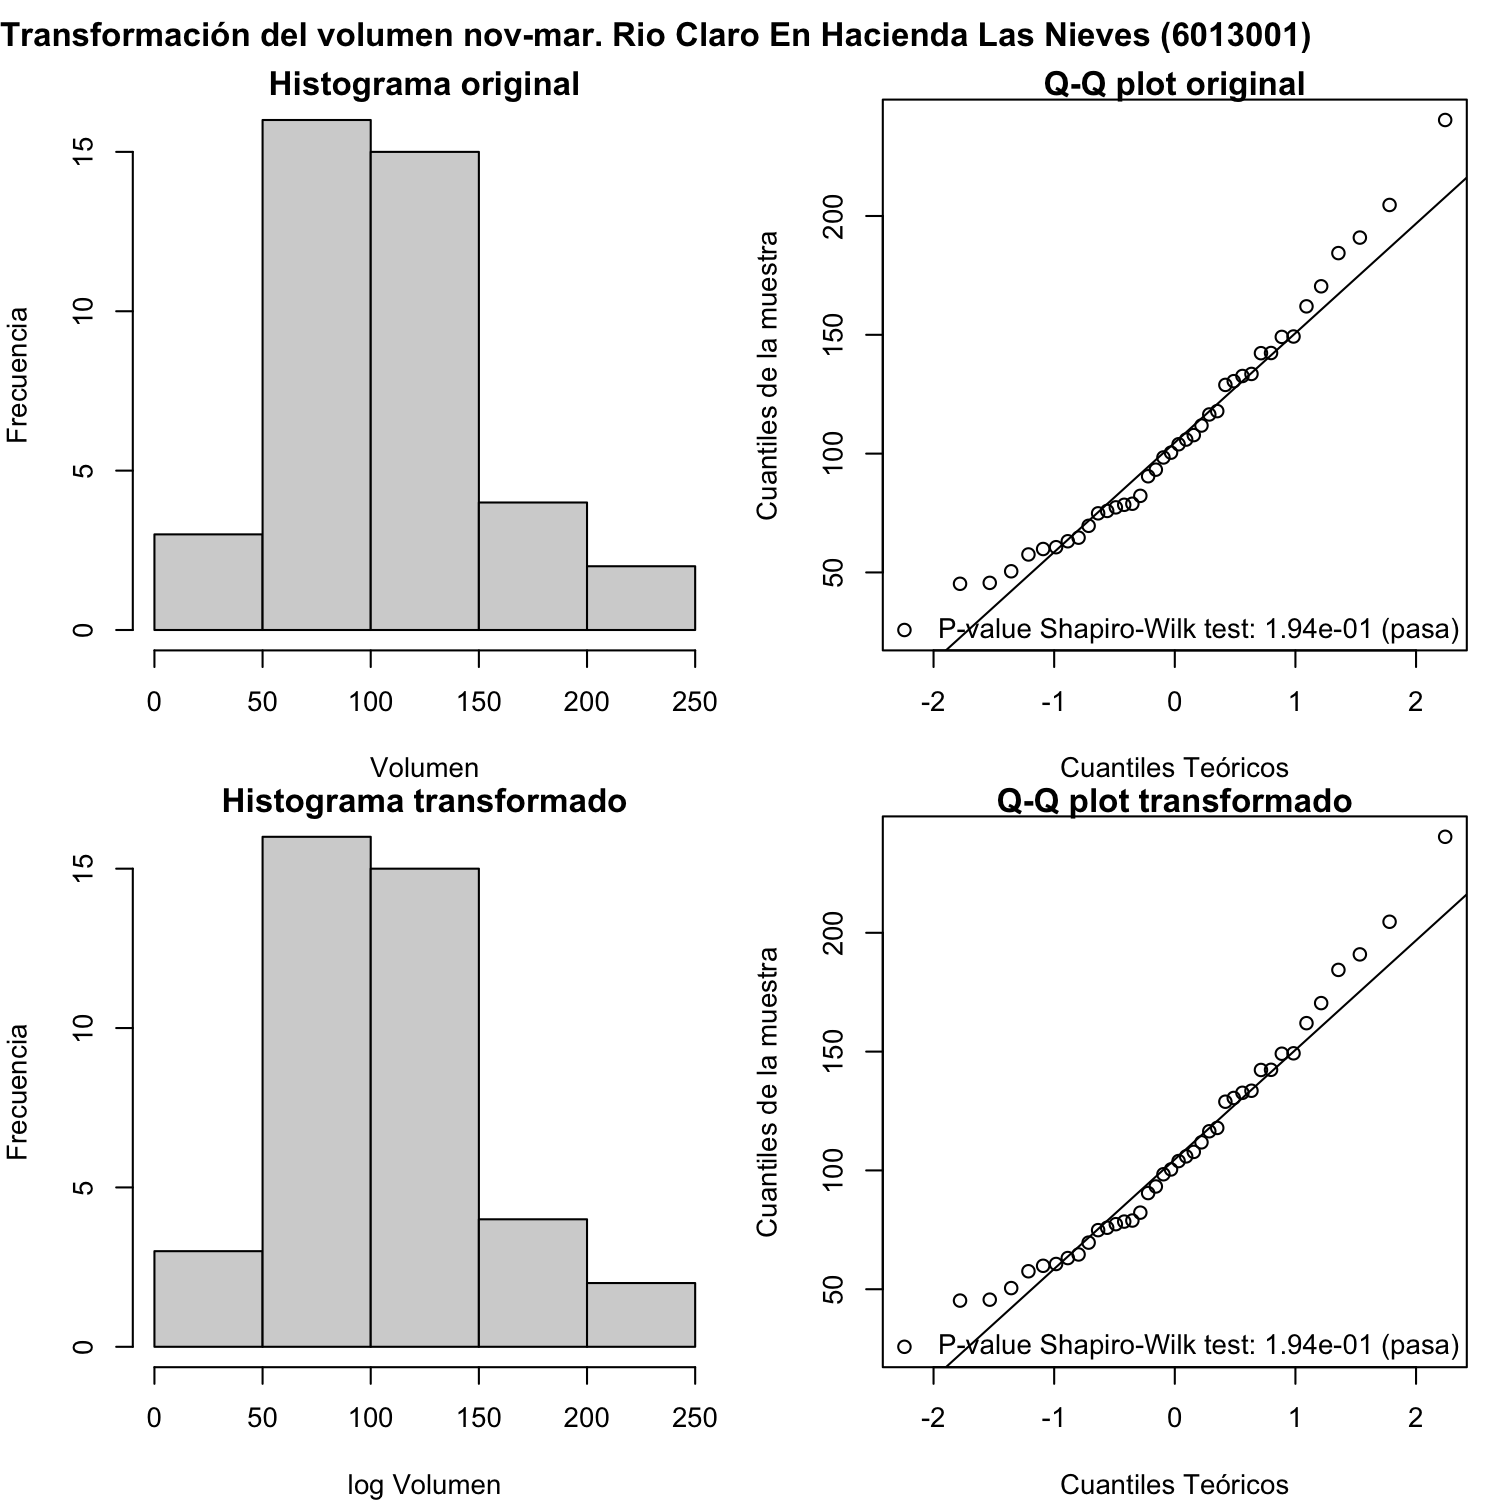 Transformación del volumen nov-mar. Rio Claro En Hacienda Las Nieves (6013001)
Histograma original
Frecuencia
15
10
5
0
0 50 100 150 200 250
Volumen
Q-Q plot original
Cuantiles de la muestra
200
150
100
50
P-value Shapiro-Wilk test: 1.94e-01 (pasa)
-2 -1 0 1 2
Cuantiles Teóricos
Histograma transformado
Frecuencia
15
10
5
0
0 50 100 150 200 250
log Volumen
Q-Q plot transformado
Cuantiles de la muestra
200
150
100
50
P-value Shapiro-Wilk test: 1.94e-01 (pasa)
-2 -1 0 1 2
Cuantiles Teóricos